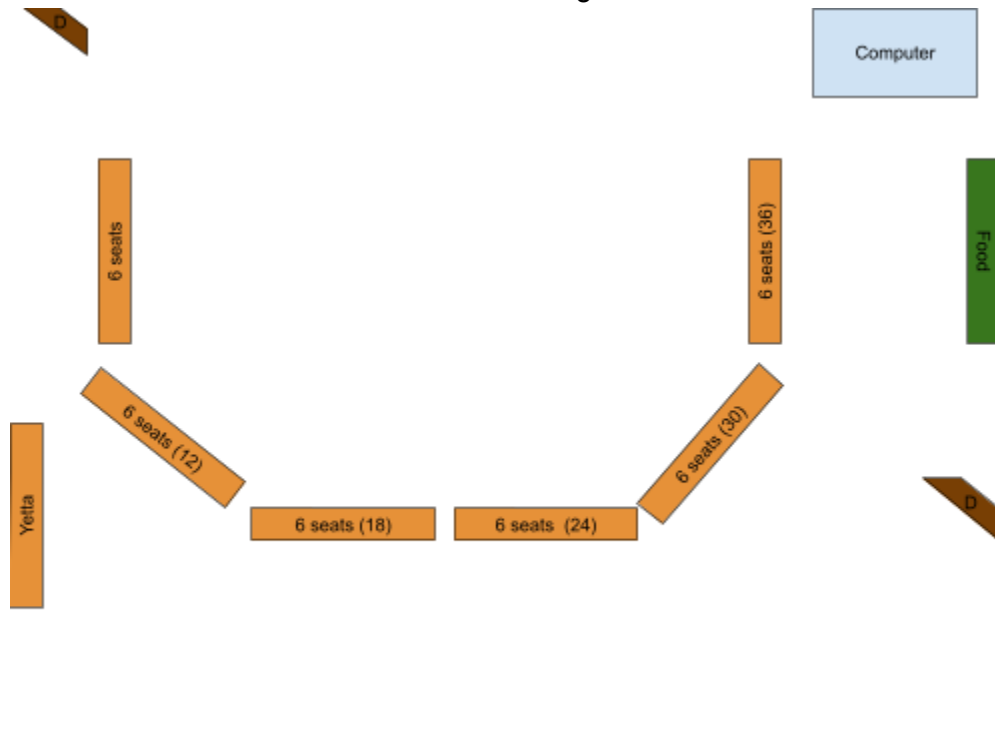 D
Computer
6 seats
6 seats (36)
Food
6 seats (12)
6 seats (30)
Yetta
6 seats (18)
6 seats (24)
D